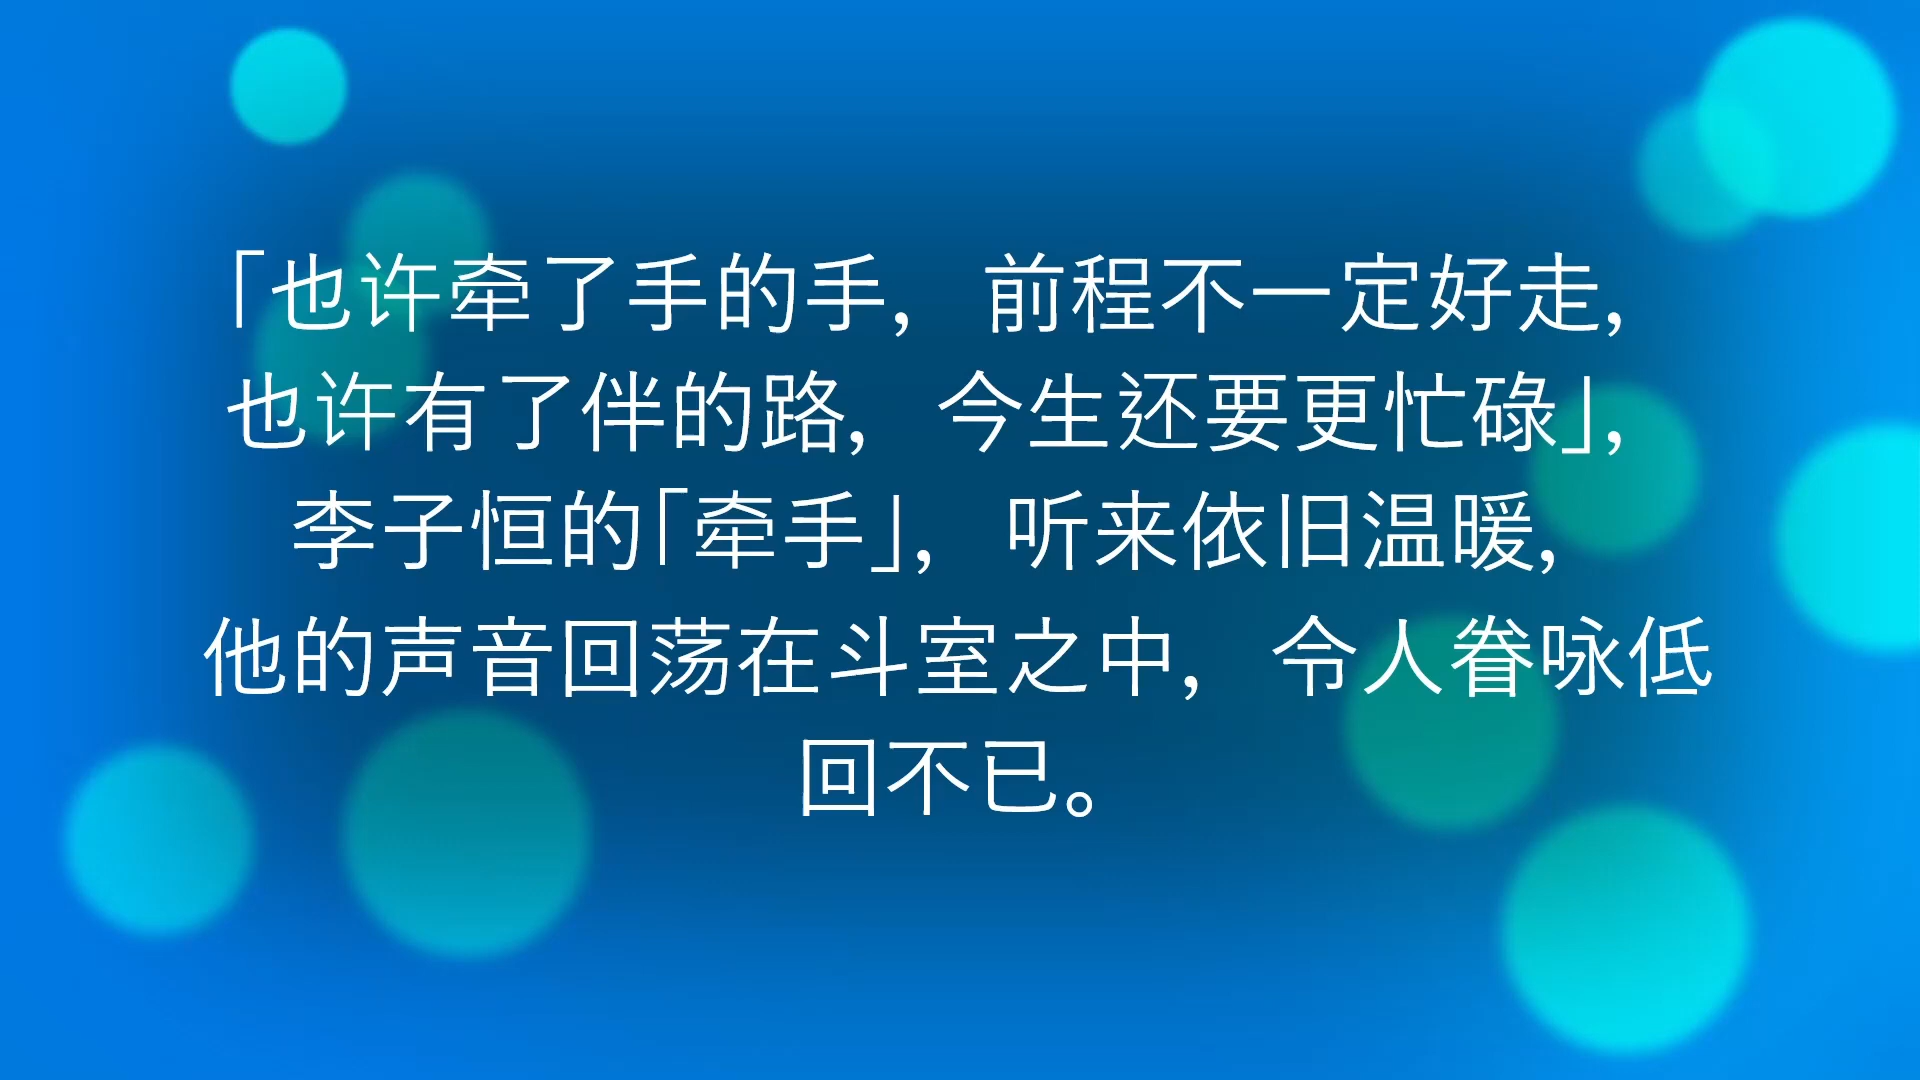 「也许牵了手的手，前程不一定好走，
也许有了伴的路，今生还要更忙碌」，
李子恒的「牵手」，听来依旧温暖，
他的声音回荡在斗室之中，令人眷咏低
回不已。